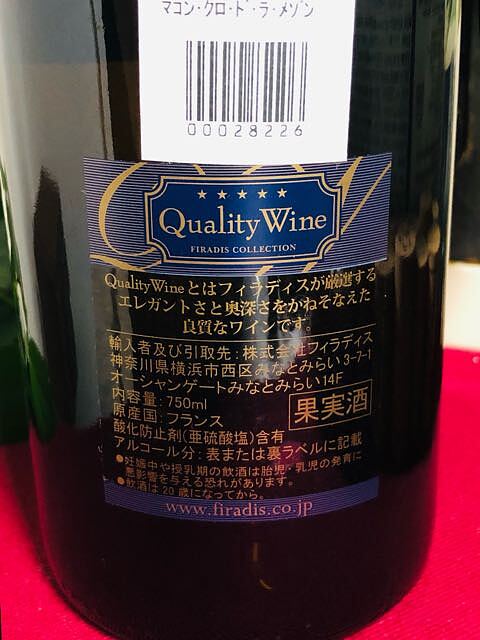 マコン・クロ・ド・ラ・メゾン
00028226
★★★★★
QualityWine
FIRADIS COLLECTION
QualityWineとはフィラディスが厳選する
エレガントさと奥深さをかねそなえた
良質なワインです。
輸入者及び引取先:株式会社フィラディス
神奈川県横浜市西区みなとみらい3-7-1
オーシャンゲートみなとみらい14F
内容量:750ml
原産国:フランス
果実酒
酸化防止剤(亜硫酸塩)含有
アルコール分:表または裏ラベルに記載
●妊娠中や授乳期の飲酒は胎児・乳児の発育に
悪影響を与える恐れがあります。
●飲酒は20歳になってから。
www.firadis.co.jp